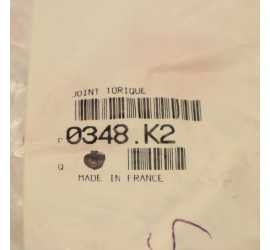 JOINT TORIQUE
P 0348.K2
Q
MADE IN FRANCE